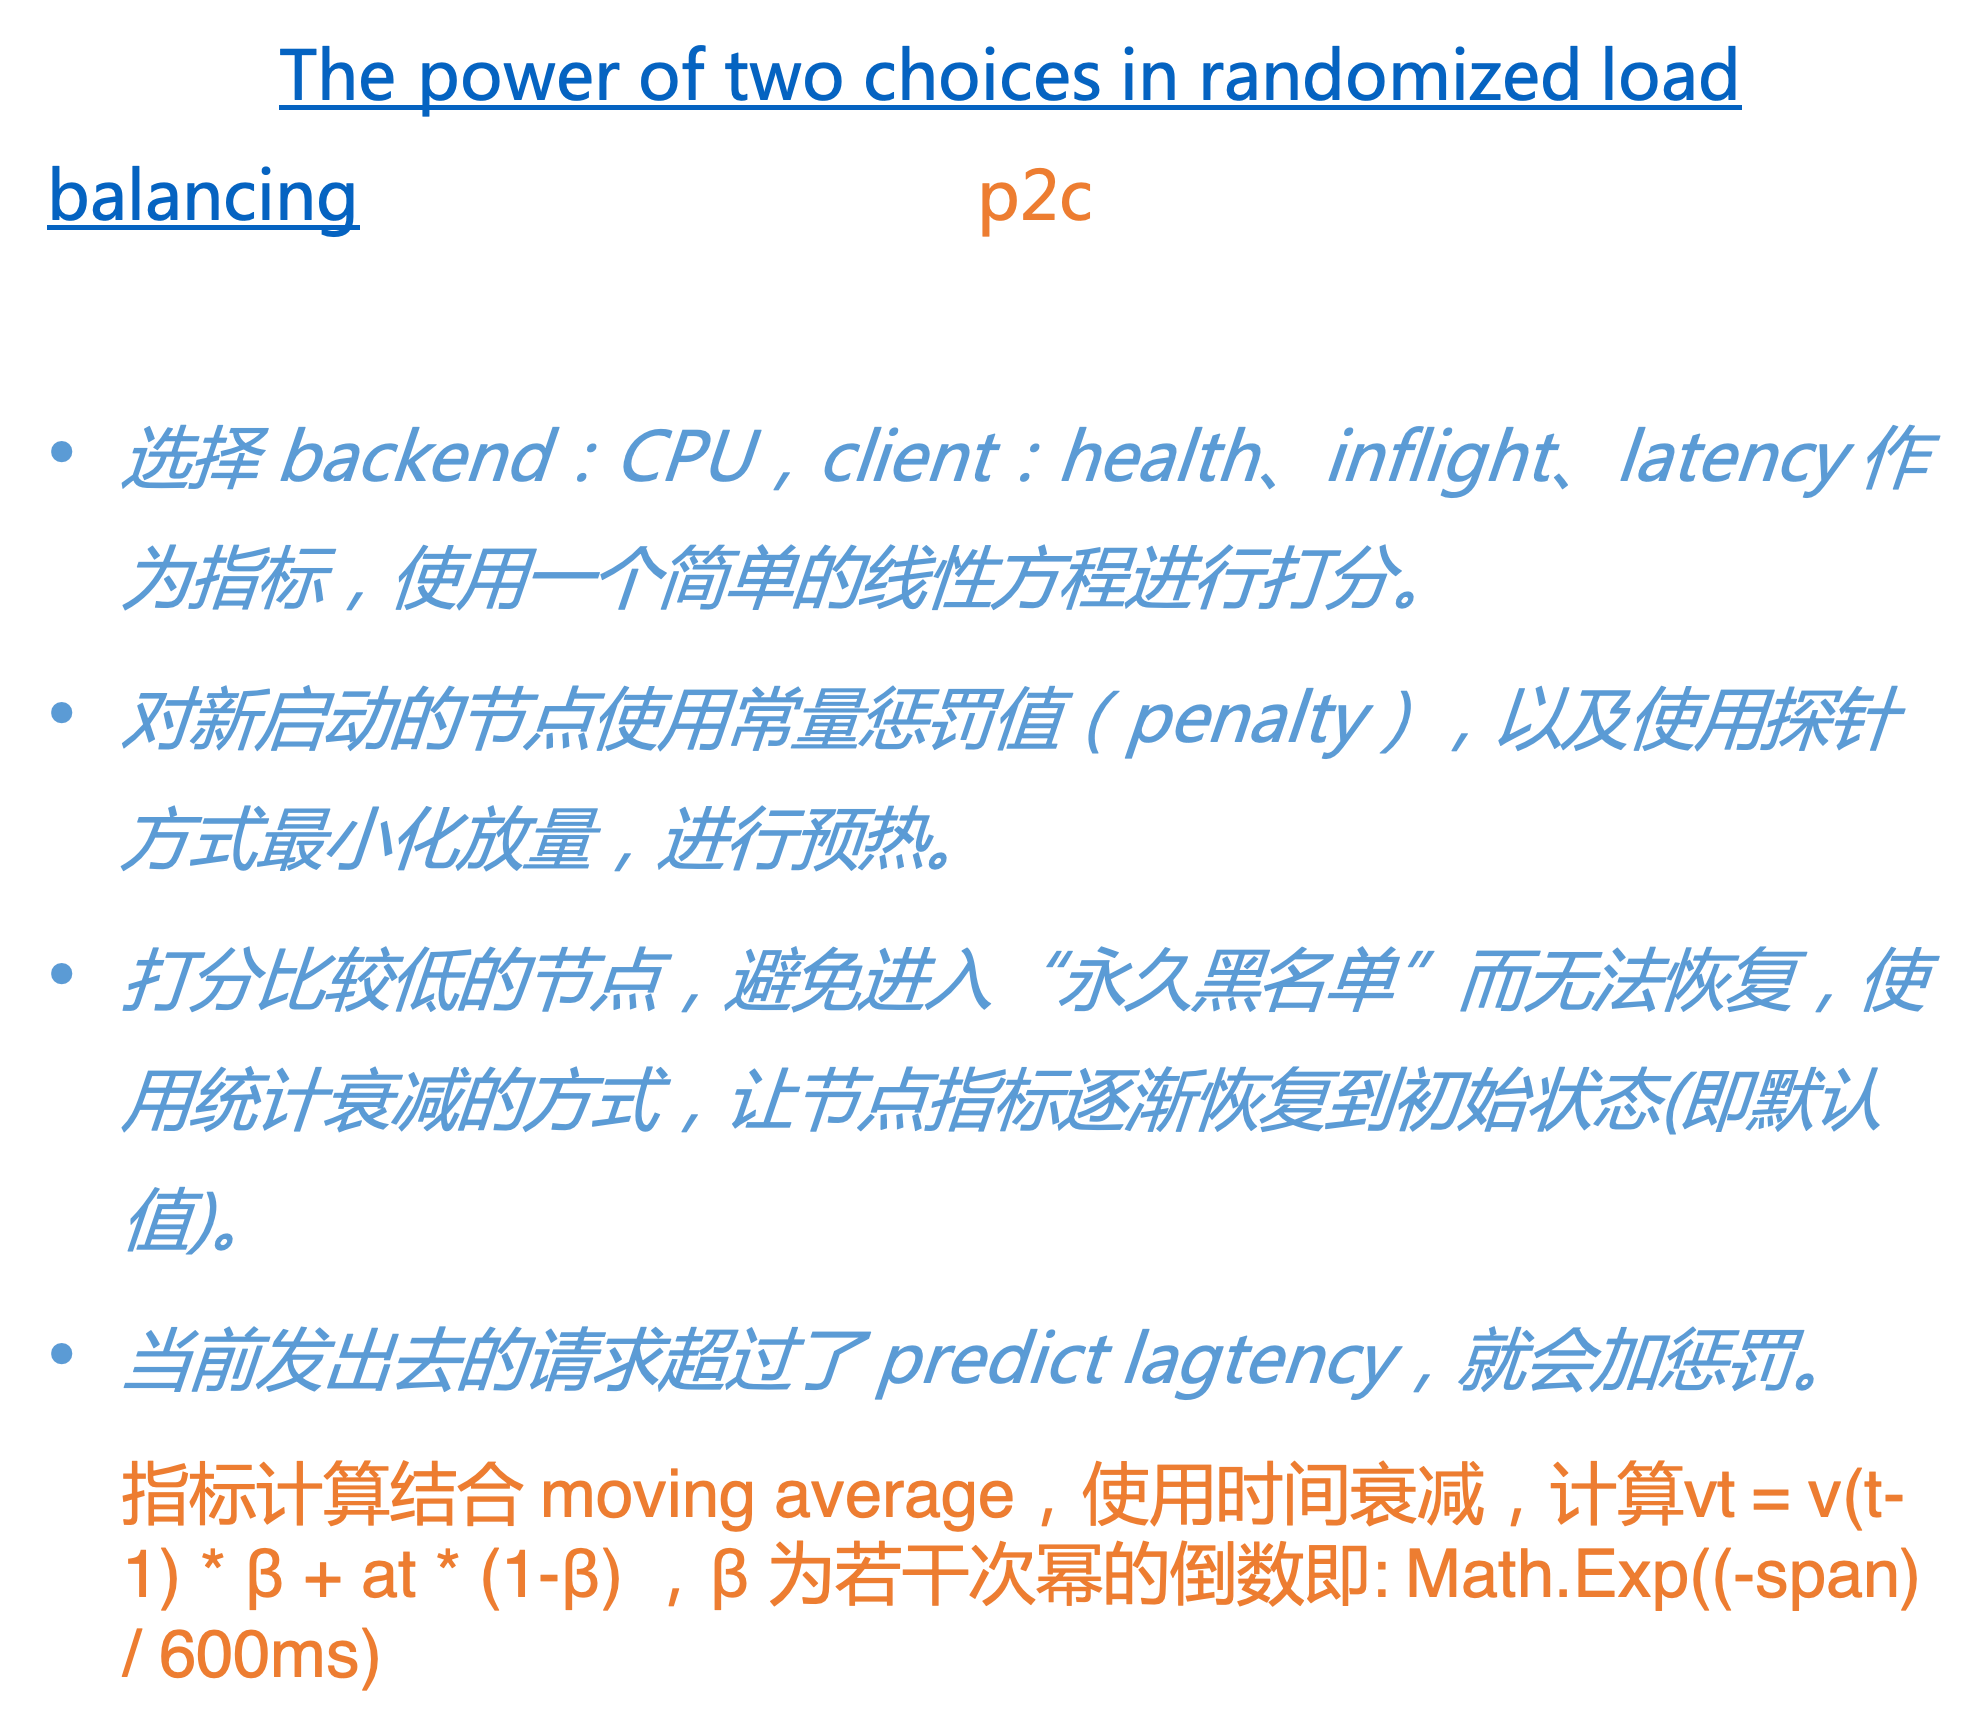 The power of two choices in randomized load
balancing p2c
• 选择 backend：CPU，client：health、inflight、latency 作
为指标，使用一个简单的线性方程进行打分。
• 对新启动的节点使用常量惩罚值（penalty），以及使用探针
方式最小化放量，进行预热。
• 打分比较低的节点，避免进入“永久黑名单”而无法恢复，使
用统计衰减的方式，让节点指标逐渐恢复到初始状态(即默认
值)。
• 当前发出去的请求超过了 predict lagtency，就会加惩罚。
指标计算结合 moving average，使用时间衰减，计算vt = v(t-
1) * β + at * (1-β) ，β 为若干次幂的倒数即: Math.Exp((-span)
/ 600ms)